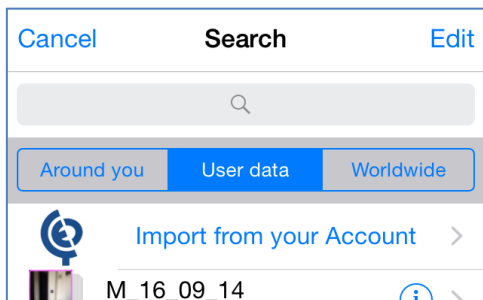 Cancel Search Edit
Around you User data Worldwide
Import from your Account
M_16_09_14